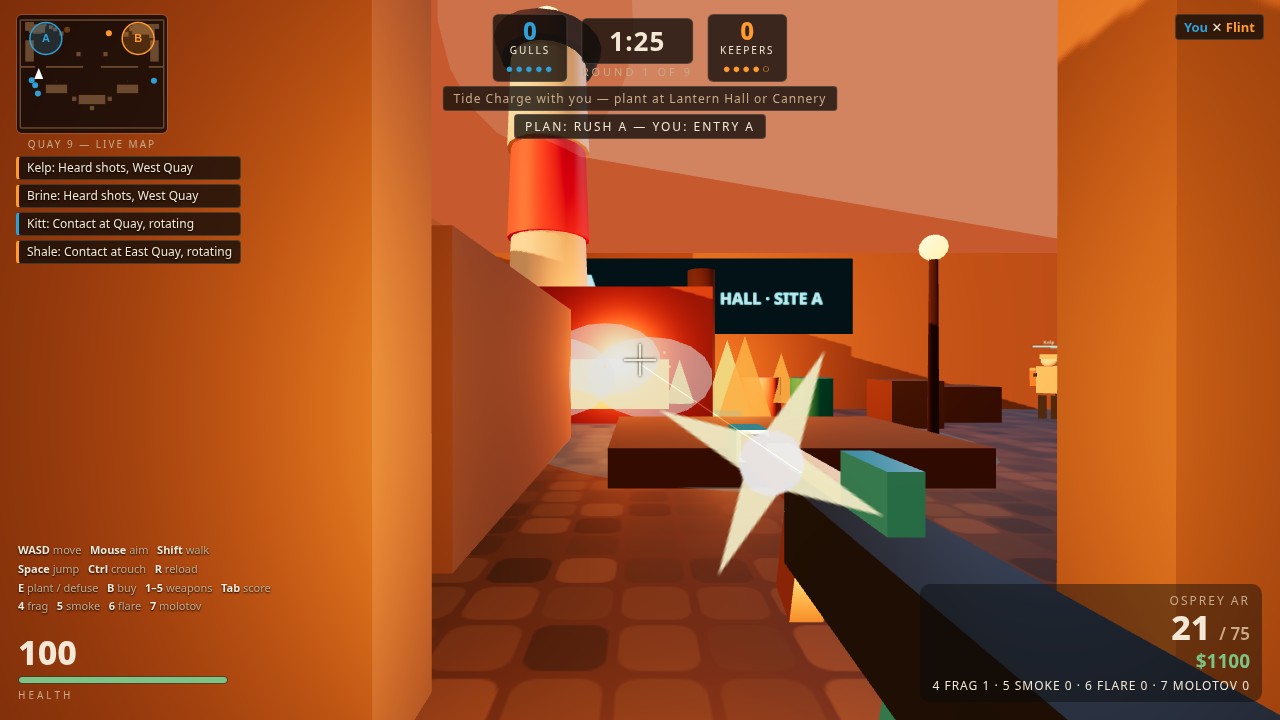 A
B
QUAY 9 — LIVE MAP
Kelp: Heard shots, West Quay
Brine: Heard shots, West Quay
Kitt: Contact at Quay, rotating
Shale: Contact at East Quay, rotating
0
GULLS
1:25
ROUND 1 OF 9
0
KEEPERS
Tide Charge with you — plant at Lantern Hall or Cannery
PLAN: RUSH A — YOU: ENTRY A
You × Flint
HALL · SITE A
Kelp
WASD move Mouse aim Shift walk
Space jump Ctrl crouch R reload
E plant / defuse B buy 1–5 weapons Tab score
4 frag 5 smoke 6 flare 7 molotov
100
HEALTH
OSPREY AR
21 / 75
$1100
4 FRAG 1 · 5 SMOKE 0 · 6 FLARE 0 · 7 MOLOTOV 0